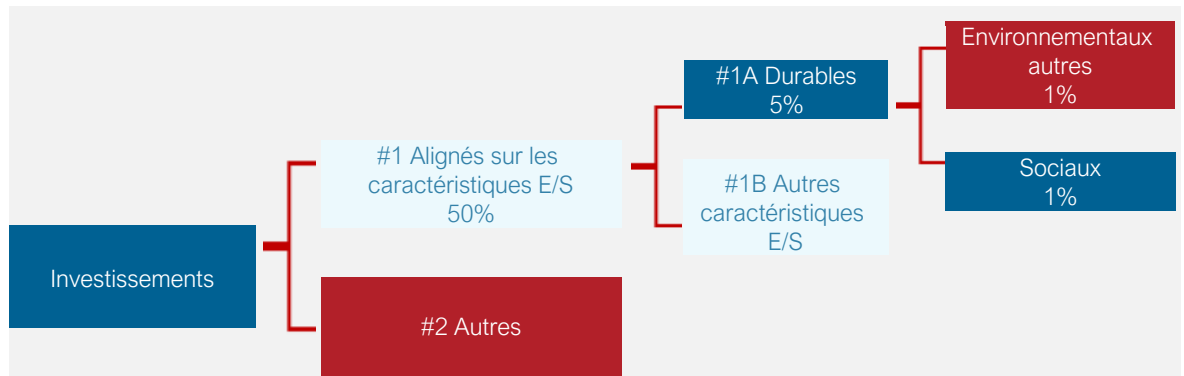 Investissements
#1 Alignés sur les
caractéristiques E/S
50%
#2 Autres
#1A Durables
5%
#1B Autres
caractéristiques
E/S
Environnementaux
autres
1%
Sociaux
1%